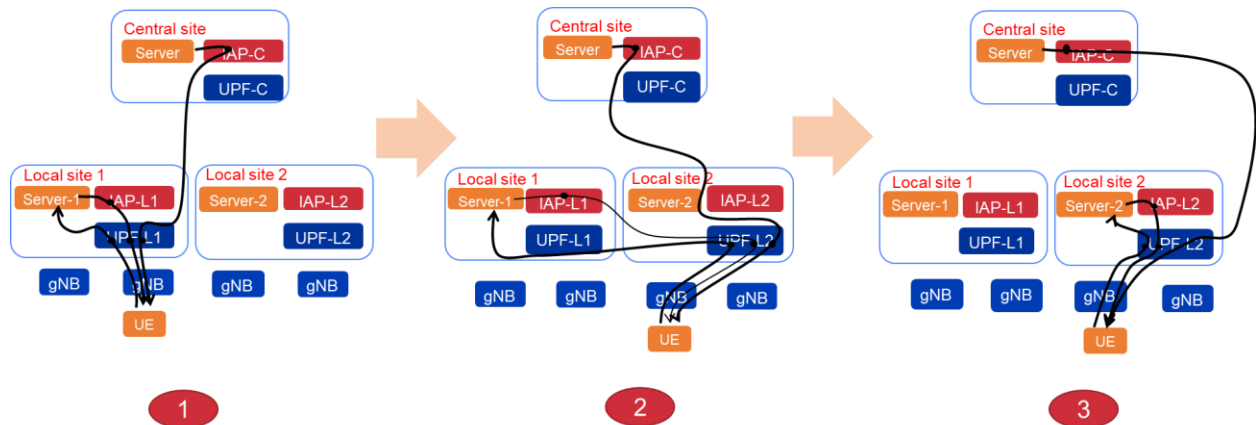 Central site
Server
IAP-C
UPF-C
Local site 1
Server-1
IAP-L1
UPF-L1
Local site 2
Server-2
IAP-L2
UPF-L2
gNB
gNB
gNB
gNB
UE
1
Central site
Server
IAP-C
UPF-C
Local site 1
Server-1
IAP-L1
UPF-L1
Local site 2
Server-2
IAP-L2
UPF-L2
gNB
gNB
gNB
gNB
UE
2
Central site
Server
IAP-C
UPF-C
Local site 1
Server-1
IAP-L1
UPF-L1
Local site 2
Server-2
IAP-L2
UPF-L2
gNB
gNB
gNB
gNB
UE
3